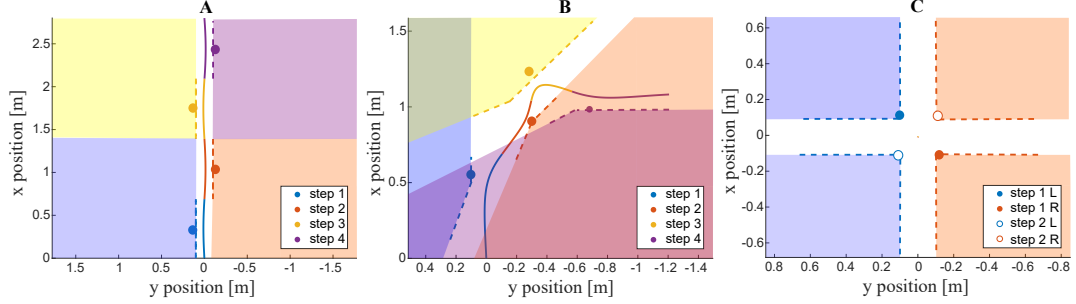 A
B
C
2.5
2
1.5
1
0.5
0
x position [m]
1.5 1 0.5 0 -0.5 -1 -1.5
y position [m]
step 1
step 2
step 3
step 4
1.5
1
0.5
0
x position [m]
0.4 0.2 0 -0.2 -0.4 -0.6 -0.8 -1 -1.2 -1.4
y position [m]
step 1
step 2
step 3
step 4
0.6
0.4
0.2
0
-0.2
-0.4
-0.6
x position [m]
0.8 0.6 0.4 0.2 0 -0.2 -0.4 -0.6 -0.8
y position [m]
step 1 L
step 1 R
step 2 L
step 2 R